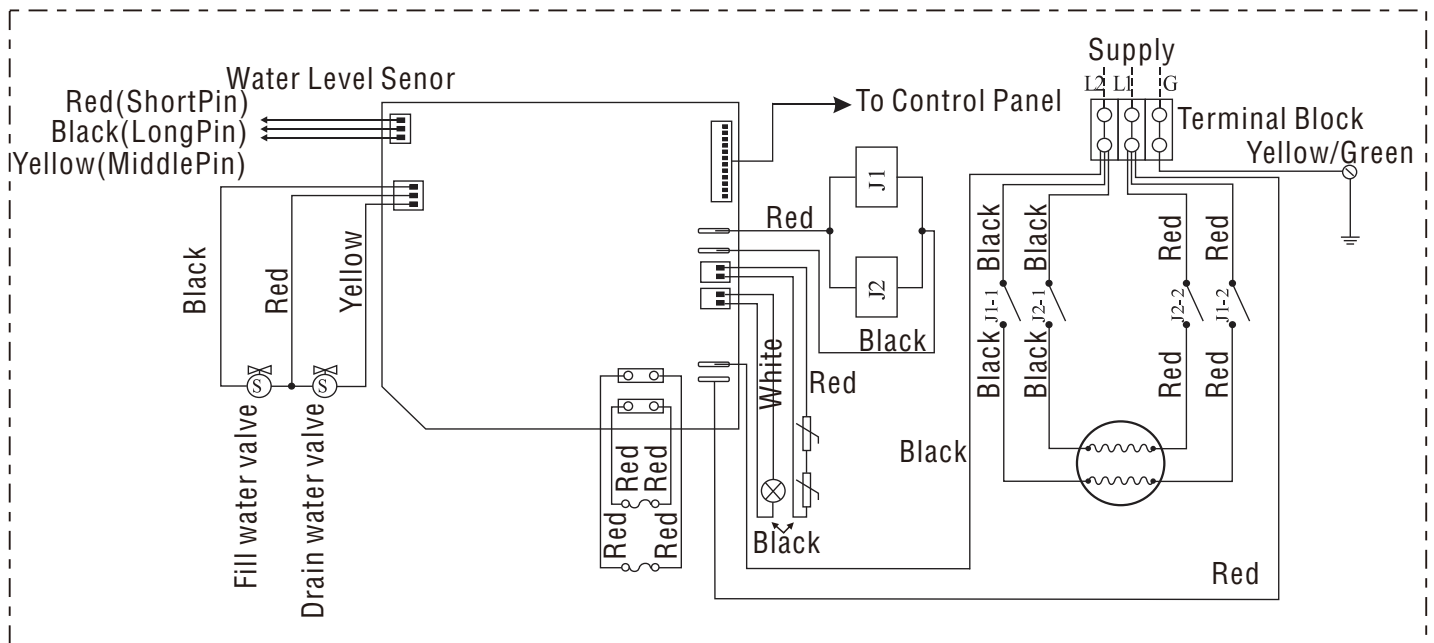 Supply
L2 L1 G
Water Level Senor
Red(ShortPin)
Black(LongPin)
Yellow(MiddlePin)
To Control Panel
Terminal Block
Yellow/Green
J1
Red
J2
Black
Black
Red
Yellow
Black
Black
Red
Red
J1-1
J2-1
J2-2
J1-2
Black
Black
Red
Red
White
Red
S
S
Fill water valve
Drain water valve
Red
Red
Red
Red
Black
Black
Red